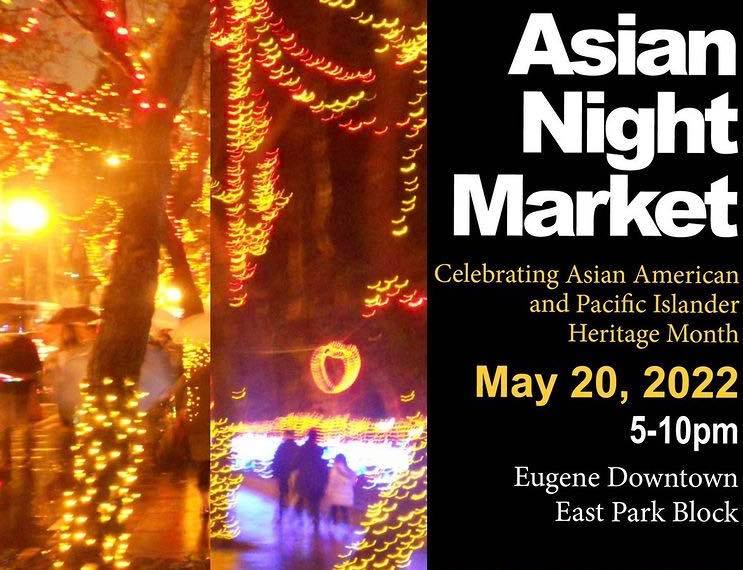 Asian
Night
Market
Celebrating Asian American
and Pacific Islander
Heritage Month
May 20, 2022
5-10pm
Eugene Downtown
East Park Block